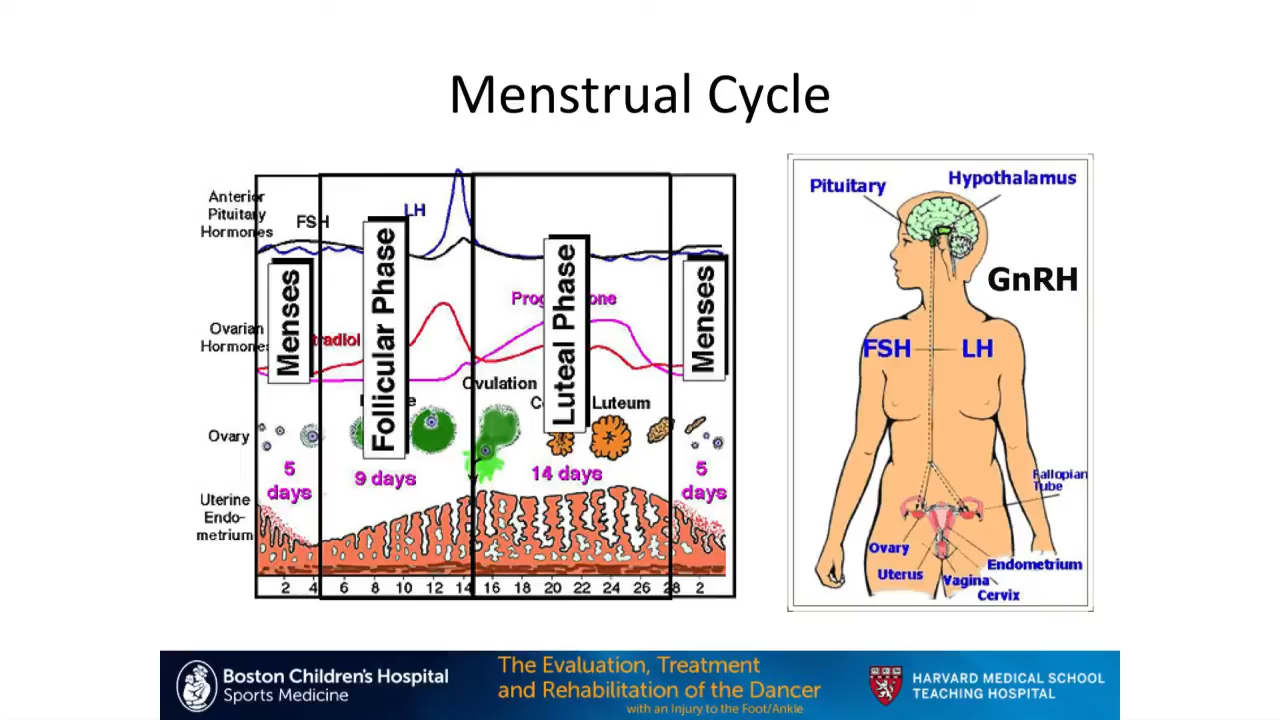 Menstrual Cycle
Anterior
Pituitary
Hormones
FSH
LH
Menses
Follicular Phase
Luteal Phase
Menses
Ovarian
Ovulation
Luteum
Ovary
5
days
9 days
14 days
5
days
Uterine
Endo-
metrium
2 4 6 8 10 12 14 16 18 20 22 24 26 28 2
Pituitary
Hypothalamus
GnRH
FSH
LH
Fallopian
Tube
Ovary
Endometrium
Uterus
Vagina
Cervix
Boston Children's Hospital
Sports Medicine
The Evaluation, Treatment
and Rehabilitation of the Dancer
with an Injury to the Foot/Ankle
HARVARD MEDICAL SCHOOL
TEACHING HOSPITAL